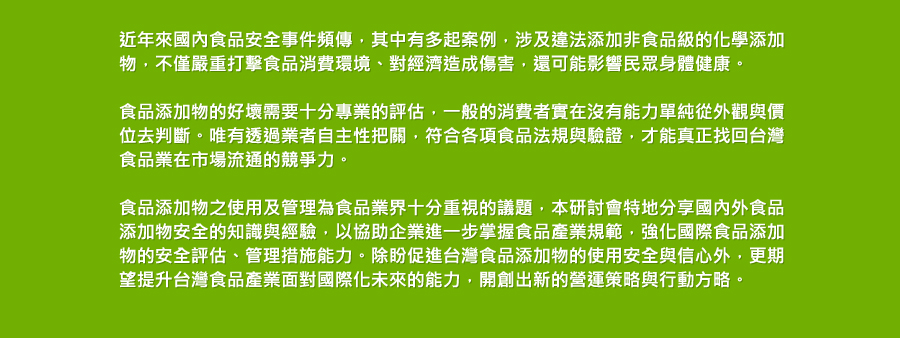 近年來國內食品安全事件頻傳，其中有多起案例，涉及違法添加非食品級的化學添加
物，不僅嚴重打擊食品消費環境、對經濟造成傷害，還可能影響民眾身體健康。
食品添加物的好壞需要十分專業的評估，一般的消費者實在沒有能力單純從外觀與價
位去判斷。唯有透過業者自主性把關，符合各項食品法規與驗證，才能真正找回台灣
食品業在市場流通的競爭力。
食品添加物之使用及管理為食品業界十分重視的議題，本研討會特地分享國內外食品
添加物安全的知識與經驗，以協助企業進一步掌握食品產業規範，強化國際食品添加
物的安全評估、管理措施能力。除盼促進台灣食品添加物的使用安全與信心外，更期
望提升台灣食品產業面對國際化未來的能力，開創出新的營運策略與行動方略。